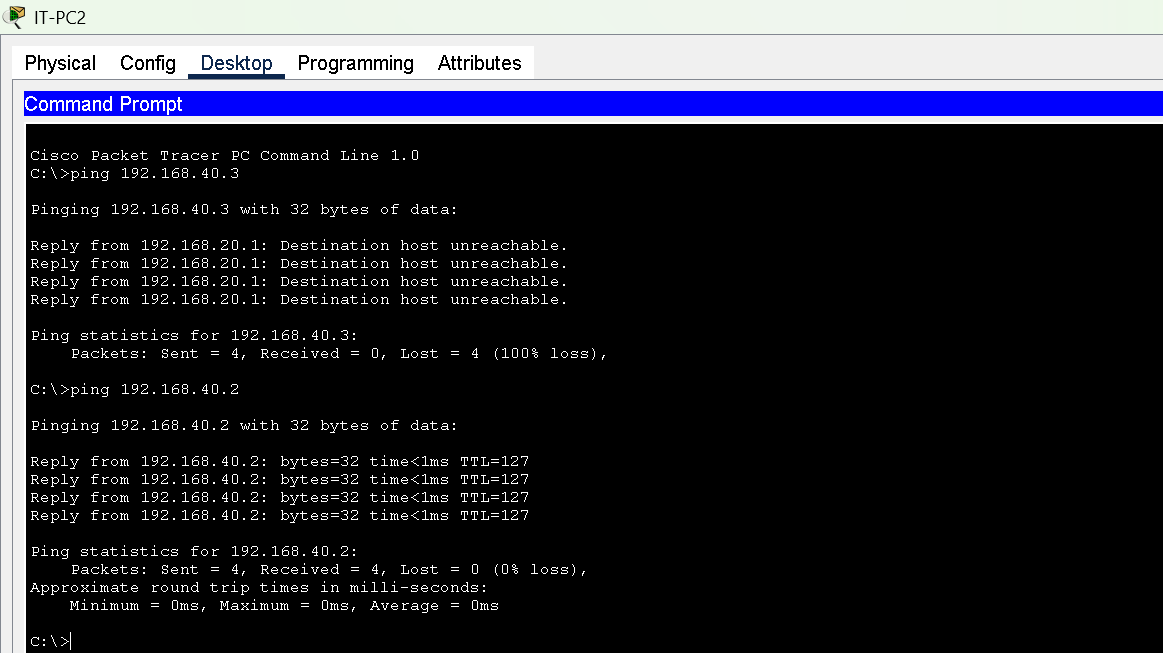 IT-PC2
Physical Config Desktop Programming Attributes
Command Prompt
Cisco Packet Tracer PC Command Line 1.0
C:\>ping 192.168.40.3
Pinging 192.168.40.3 with 32 bytes of data:
Reply from 192.168.20.1: Destination host unreachable.
Reply from 192.168.20.1: Destination host unreachable.
Reply from 192.168.20.1: Destination host unreachable.
Reply from 192.168.20.1: Destination host unreachable.
Ping statistics for 192.168.40.3:
    Packets: Sent = 4, Received = 0, Lost = 4 (100% loss),
C:\>ping 192.168.40.2
Pinging 192.168.40.2 with 32 bytes of data:
Reply from 192.168.40.2: bytes=32 time<1ms TTL=127
Reply from 192.168.40.2: bytes=32 time<1ms TTL=127
Reply from 192.168.40.2: bytes=32 time<1ms TTL=127
Reply from 192.168.40.2: bytes=32 time<1ms TTL=127
Ping statistics for 192.168.40.2:
    Packets: Sent = 4, Received = 4, Lost = 0 (0% loss),
Approximate round trip times in milli-seconds:
    Minimum = 0ms, Maximum = 0ms, Average = 0ms
C:\>